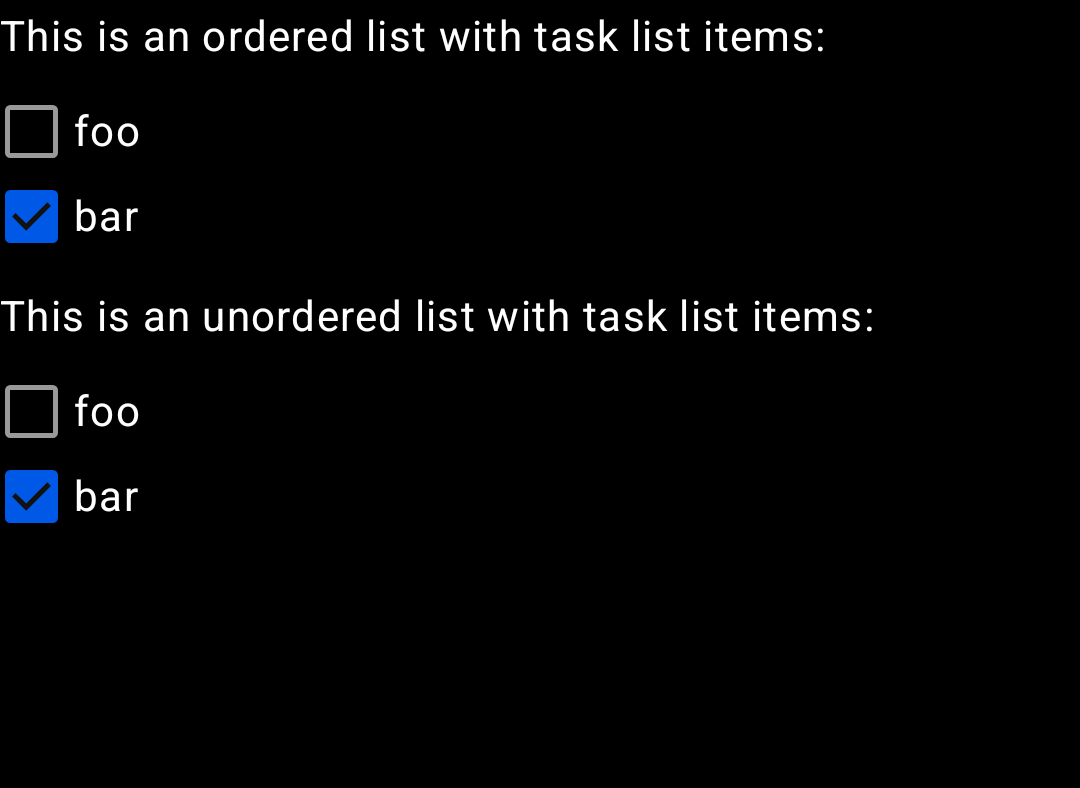 This is an ordered list with task list items:
foo
bar
This is an unordered list with task list items:
foo
bar